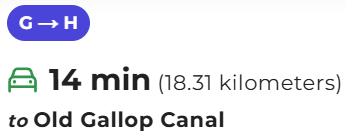 G → H
14 min (18.31 kilometers)
to Old Gallop Canal